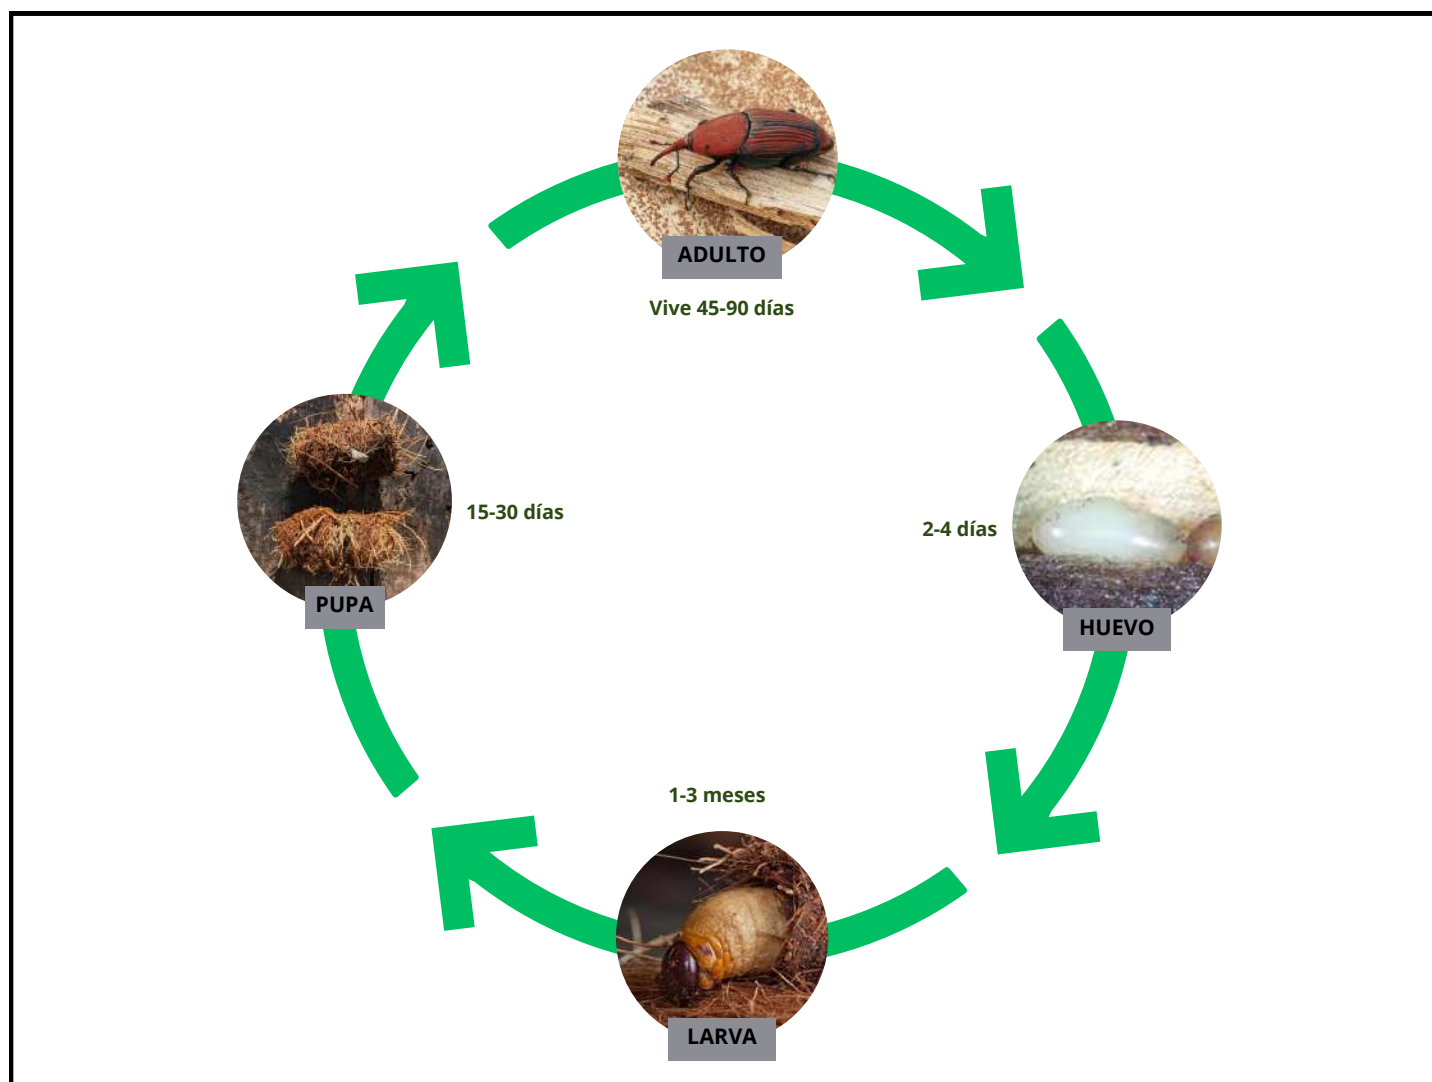 ADULTO
Vive 45-90 días
15-30 días
2-4 días
PUPA
HUEVO
1-3 meses
LARVA